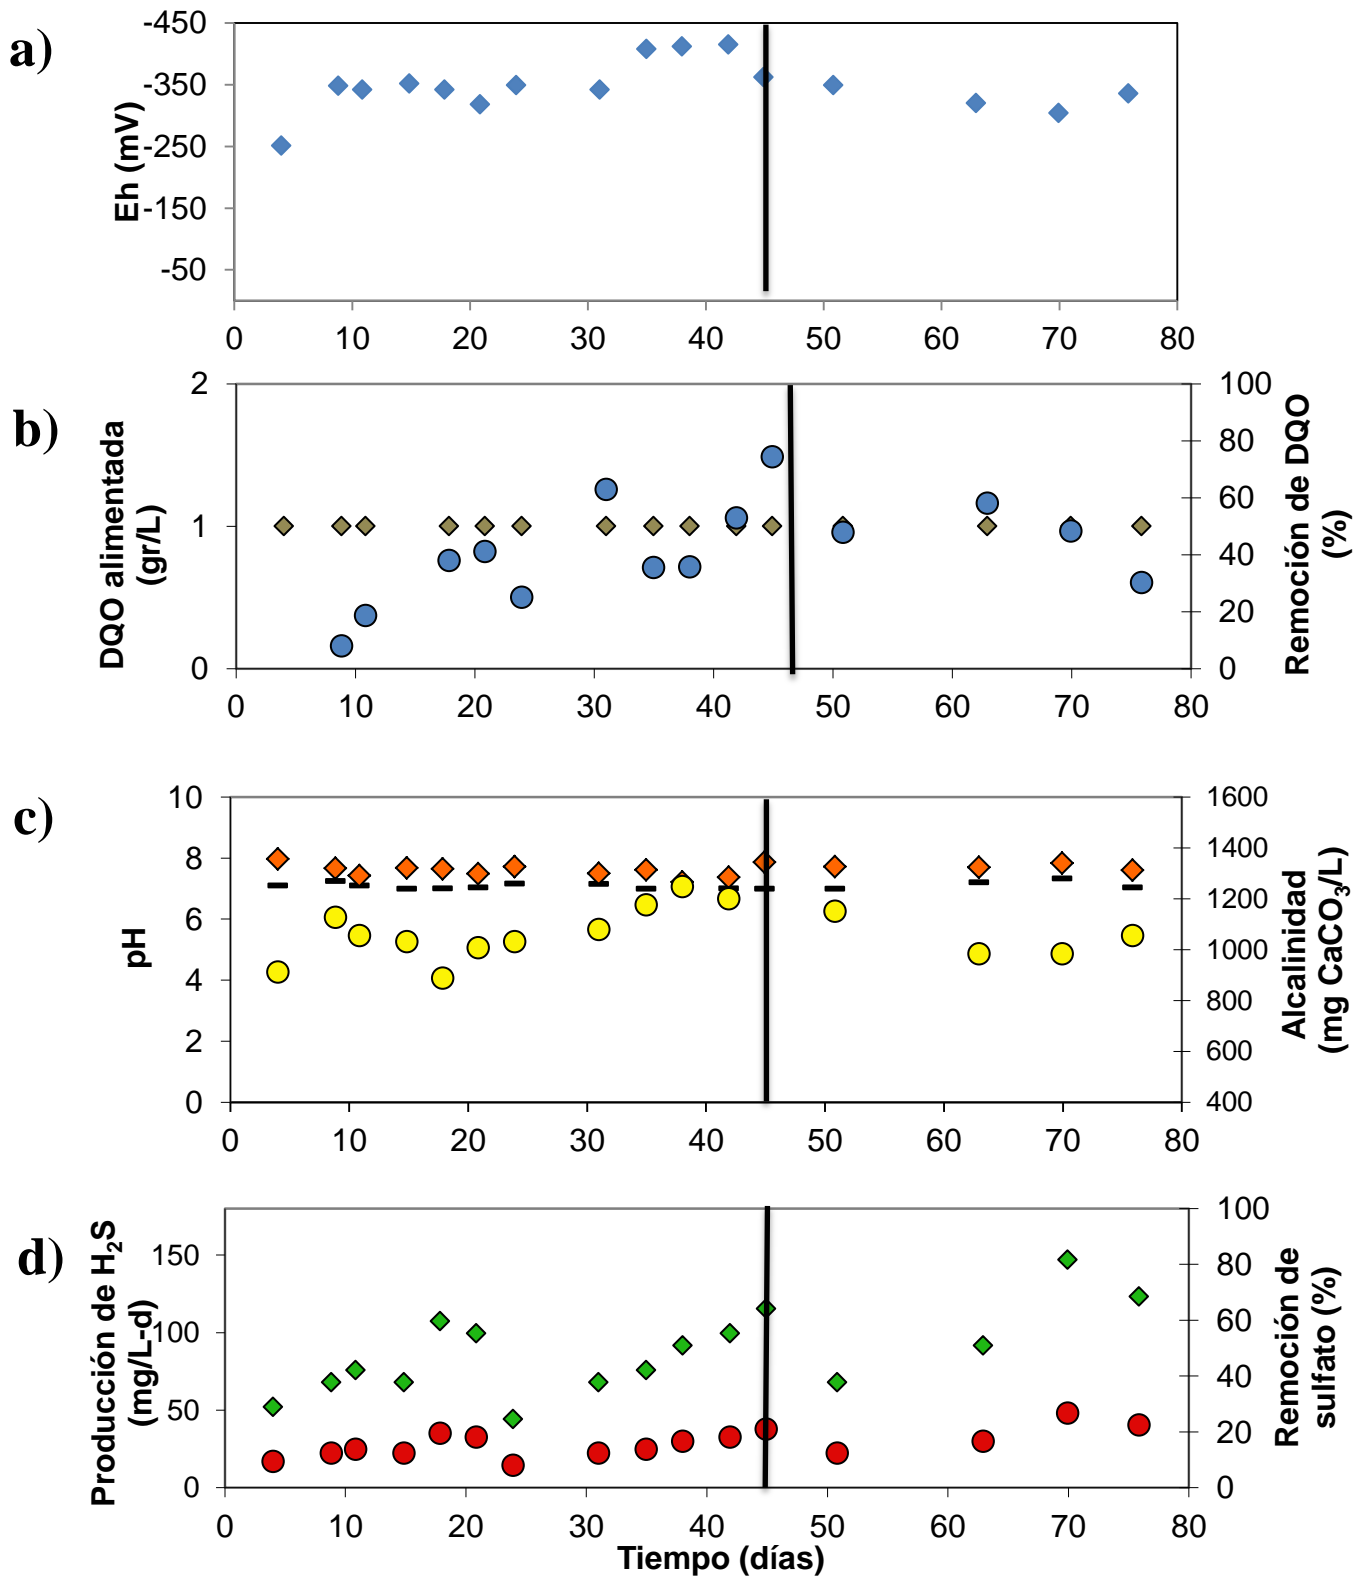 a)
Eh (mV)
-450
-350
-250
-150
-50
0 10 20 30 40 50 60 70 80
b)
DQO alimentada
(gr/L)
2
1
0
100
80
60
40
20
0
Remoción de DQO
(%)
0 10 20 30 40 50 60 70 80
c)
pH
10
8
6
4
2
0
1600
1400
1200
1000
800
600
400
Alcalinidad
(mg CaCO₃/L)
0 10 20 30 40 50 60 70 80
d)
Producción de H₂S
(mg/L-d)
150
100
50
0
100
80
60
40
20
0
Remoción de
sulfato (%)
0 10 20 30 40 50 60 70 80
Tiempo (días)